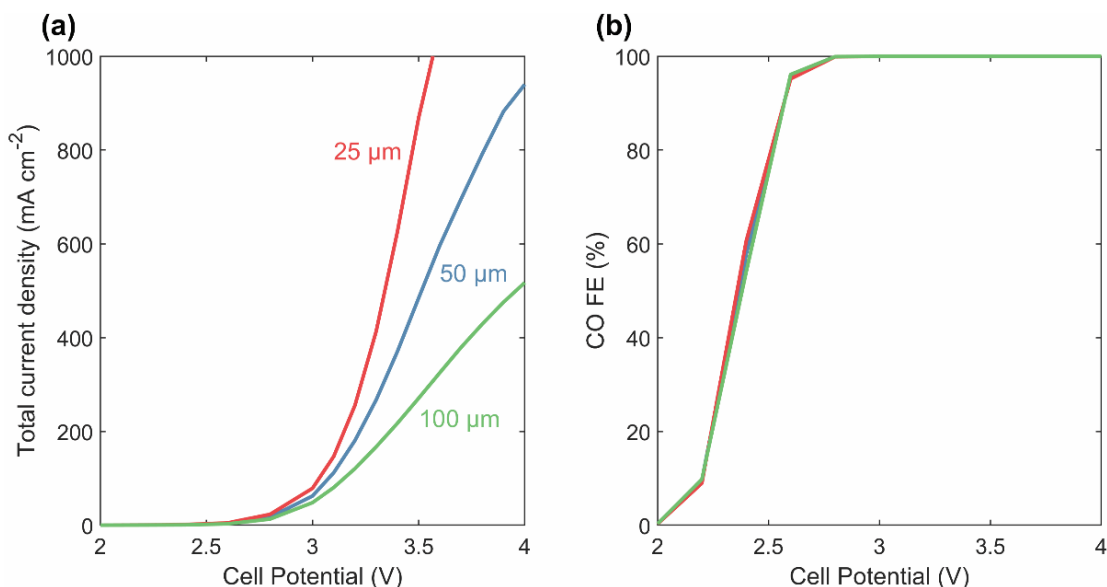 (a)
1000
800
600
400
200
0
Total current density (mA cm⁻²)
25 µm
50 µm
100 µm
2
2.5
3
3.5
4
Cell Potential (V)
(b)
100
80
60
40
20
0
CO FE (%)
2
2.5
3
3.5
4
Cell Potential (V)